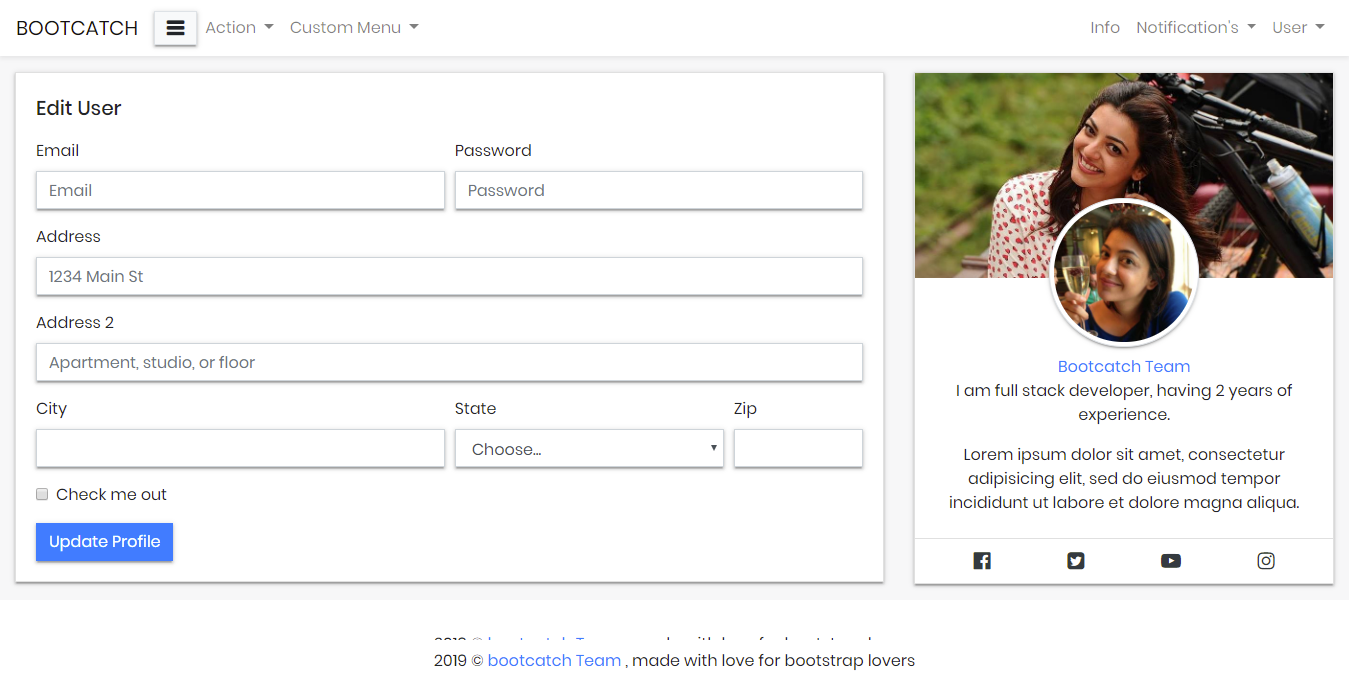 BOOTCATCH Action Custom Menu Info Notification's User
Edit User
Email Password
Email Password
Address
1234 Main St
Address 2
Apartment, studio, or floor
City State Zip
Choose...
Check me out
Update Profile
Bootcatch Team
I am full stack developer, having 2 years of
experience.
Lorem ipsum dolor sit amet, consectetur
adipisicing elit, sed do eiusmod tempor
incididunt ut labore et dolore magna aliqua.
2019 © bootcatch Team , made with love for bootstrap lovers